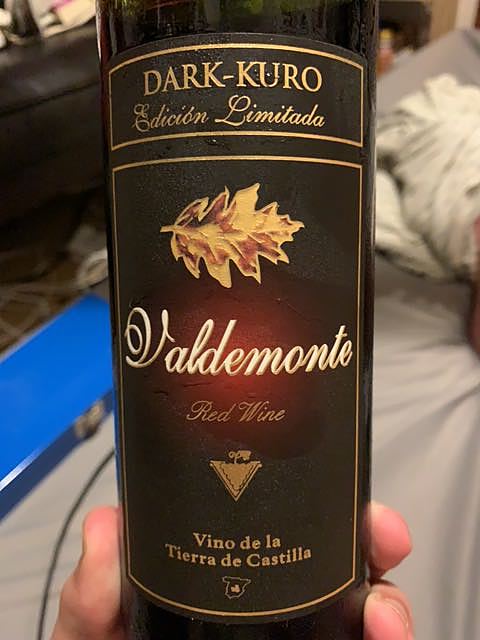 DARK-KURO
Edición Limitada
Valdemonte
Red Wine
Vino de la
Tierra de Castilla